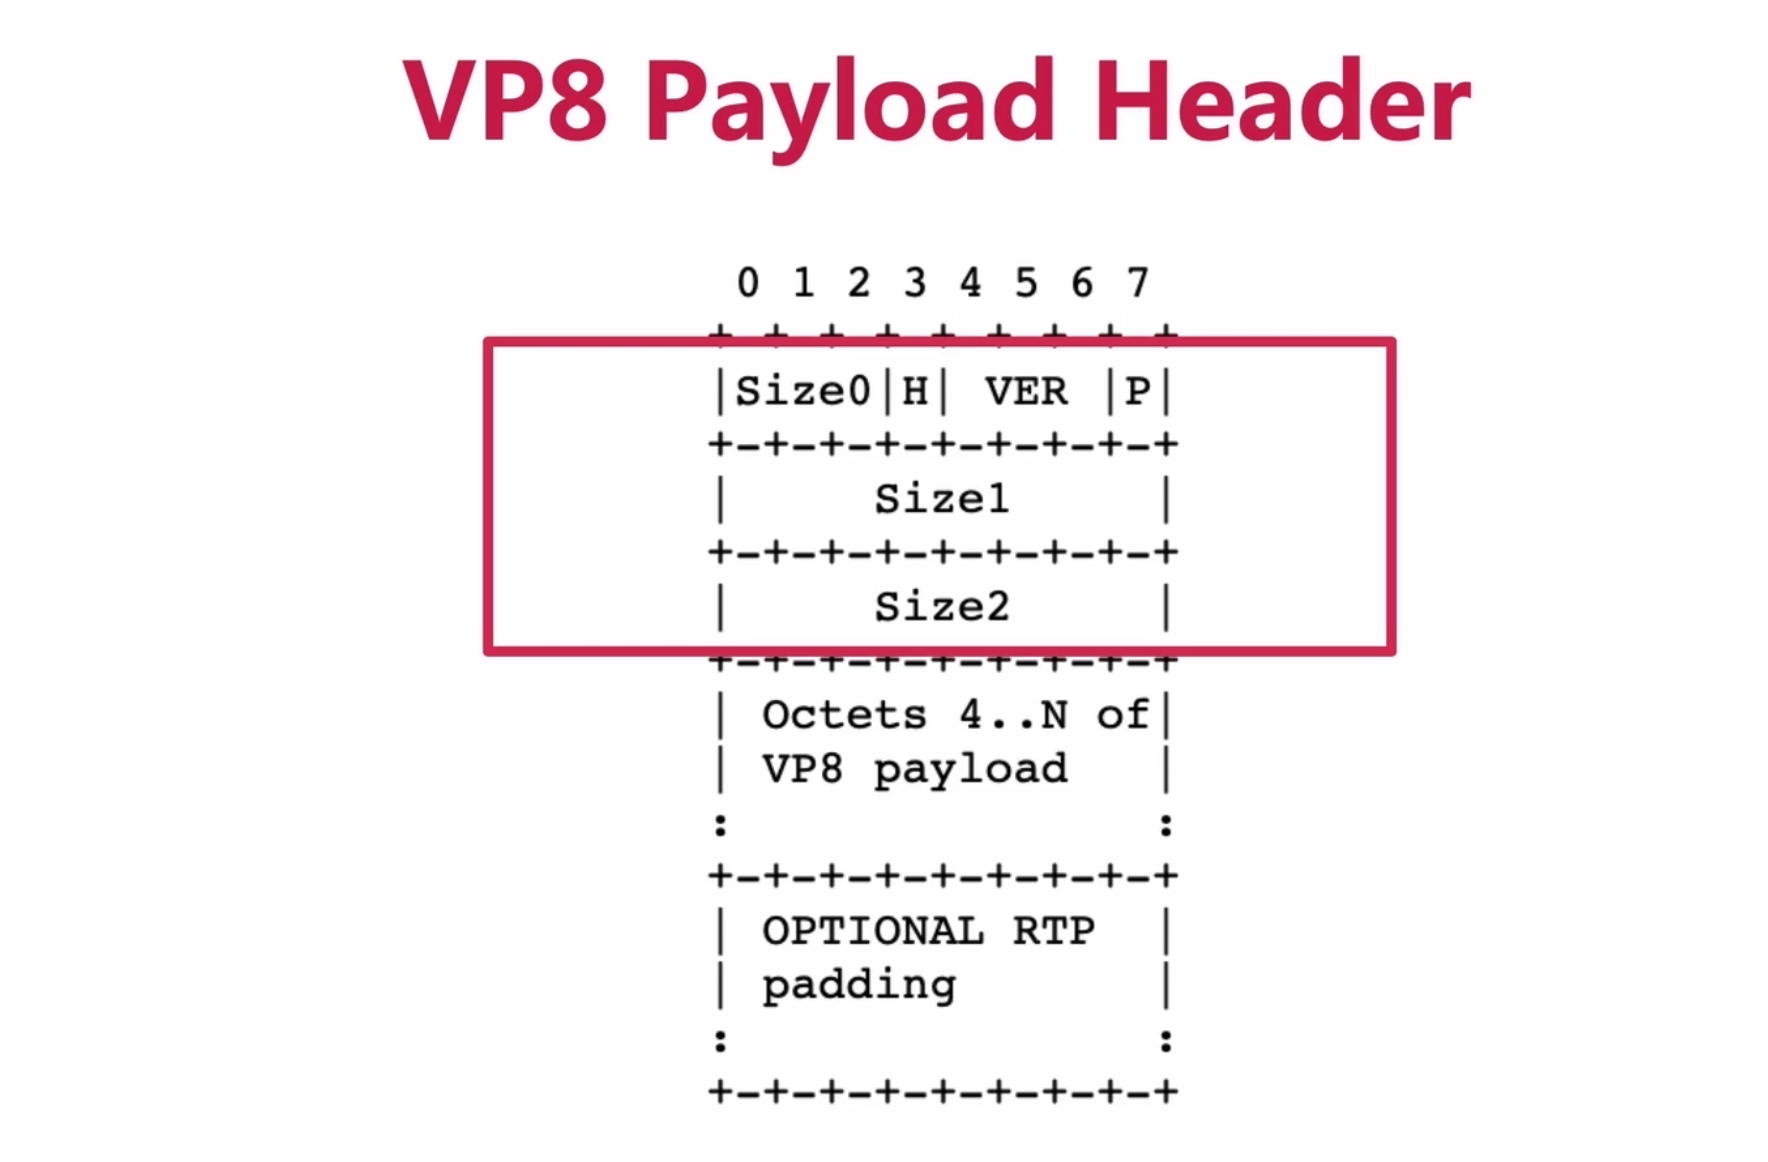 VP8 Payload Header
0 1 2 3 4 5 6 7
+ + + + + + + + +
|Size0|H| VER |P|
+-+-+-+-+-+-+-+-+
|     Size1     |
+-+-+-+-+-+-+-+-+
|     Size2     |
+-+-+-+-+-+-+-+-+
| Octets 4..N of|
| VP8 payload   |
:               :
+-+-+-+-+-+-+-+-+
| OPTIONAL RTP  |
| padding       |
:               :
+-+-+-+-+-+-+-+-+